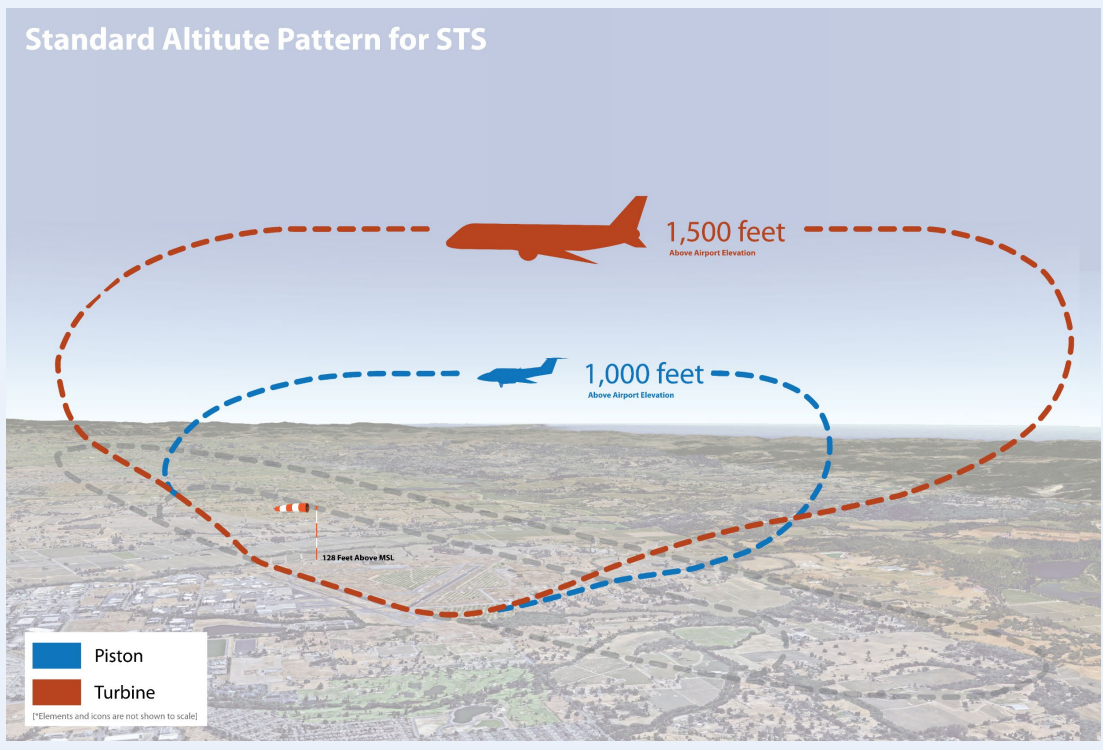 Standard Altitute Pattern for STS
1,500 feet
Above Airport Elevation
1,000 feet
Above Airport Elevation
128 Feet Above MSL
Piston
Turbine
[*Elements and icons are not shown to scale]